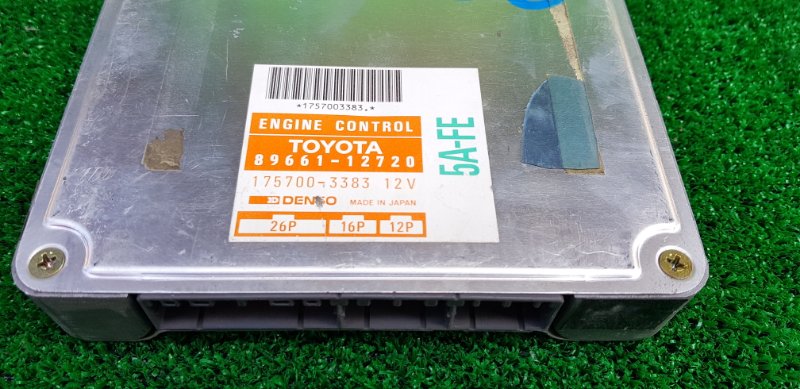 *1757003383.*
ENGINE CONTROL
TOYOTA
89661-12720
175700-3383 12V
DENSO MADE IN JAPAN
26P 16P 12P
5A-FE